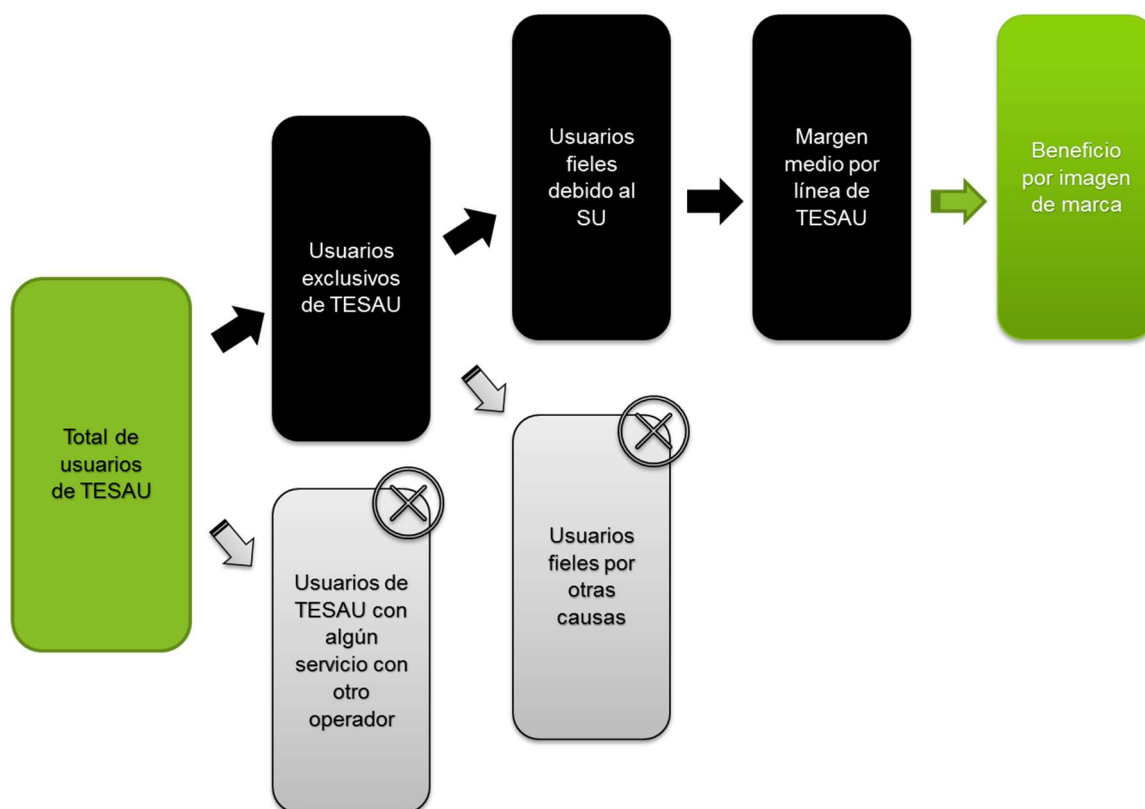 Total de
usuarios
de TESAU
Usuarios
exclusivos
de TESAU
Usuarios de
TESAU con
algún
servicio con
otro
operador
Usuarios
fieles
debido al
SU
Usuarios
fieles por
otras
causas
Margen
medio por
línea de
TESAU
Beneficio
por imagen
de marca